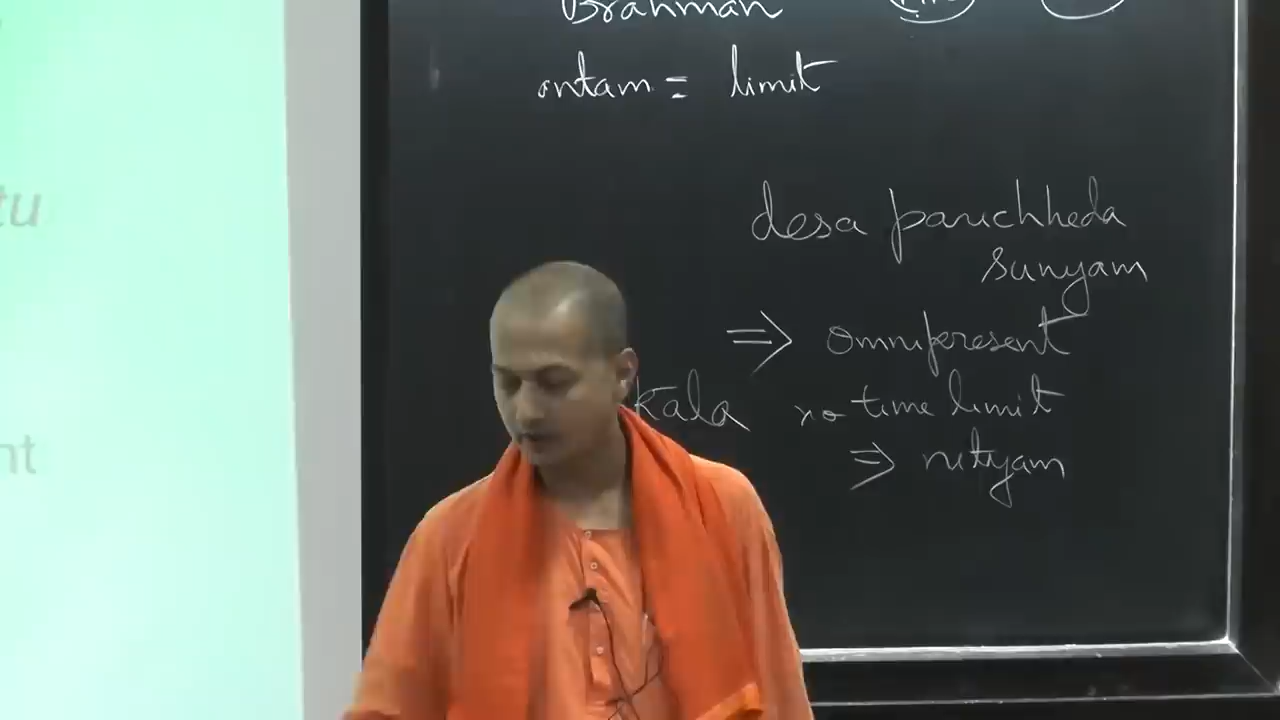 Brahman
antam = limit
desa parichheda
sunyam
⇒ omnipresent
kala no time limit
⇒ nityam
tu
nt